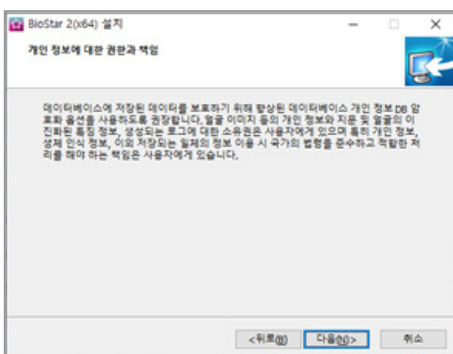 BioStar 2(x64) 설치
개인 정보에 대한 권한과 책임
데이터베이스에 저장된 데이터를 보호하기 위해 향상된 데이터베이스 개인 정보 DB 암
호화 옵션을 사용하도록 권장합니다.얼굴 이미지 등의 개인 정보와 지문 및 얼굴의 이
진화된 특징 정보, 생성되는 로그에 대한 소유권은 사용자에게 있으며 특히 개인 정보,
생체 인식 정보, 이외 저장되는 일체의 정보 이용 시 국가의 법령을 준수하고 적합한 처
리를 해야 하는 책임은 사용자에게 있습니다.
<뒤로(B) 다음(N)> 취소